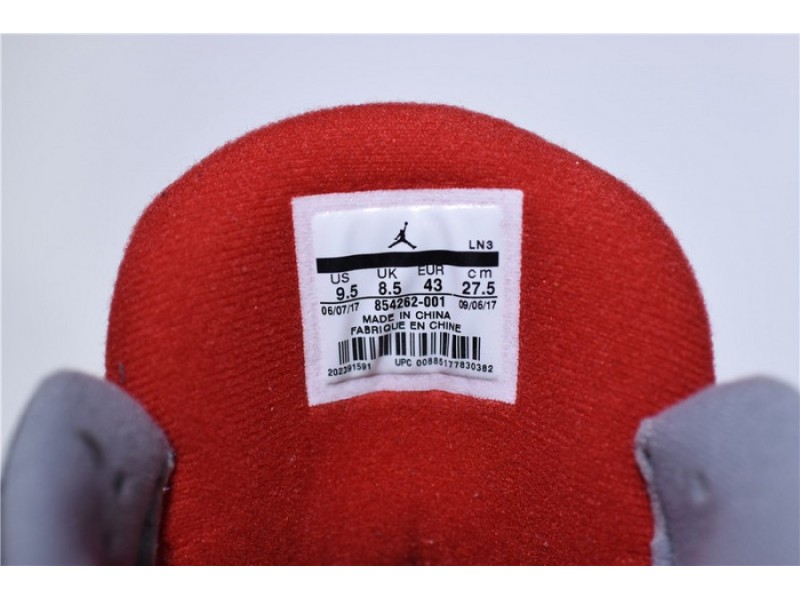 LN3
US UK EUR cm
9.5 8.5 43 27.5
06/07/17 854262-001 09/06/17
MADE IN CHINA
FABRIQUE EN CHINE
202291591 UPC 00885177830382